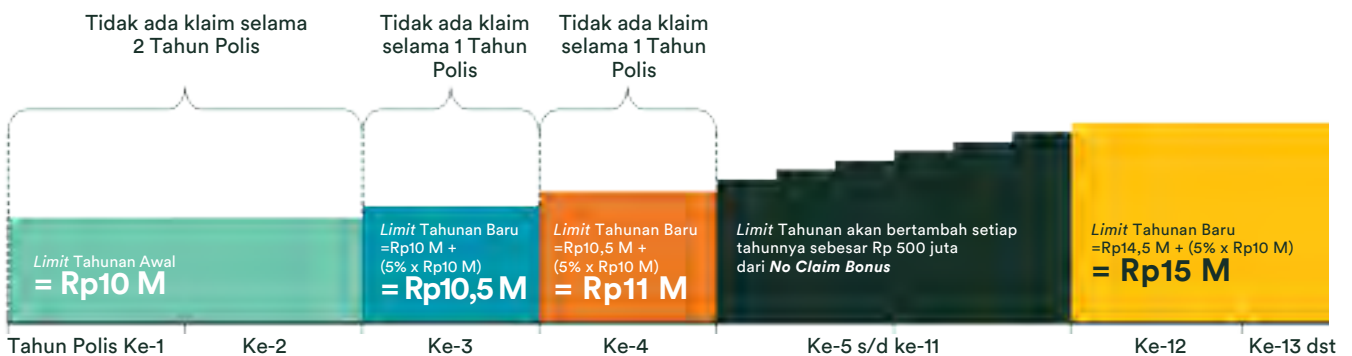 Tidak ada klaim selama
2 Tahun Polis
Tidak ada klaim
selama 1 Tahun
Polis
Tidak ada klaim
selama 1 Tahun
Polis
Limit Tahunan Awal
= Rp10 M
Limit Tahunan Baru
=Rp10 M +
(5% x Rp10 M)
= Rp10,5 M
Limit Tahunan Baru
=Rp10,5 M +
(5% x Rp10 M)
= Rp11 M
Limit Tahunan akan bertambah setiap
tahunnya sebesar Rp 500 juta
dari No Claim Bonus
Limit Tahunan Baru
=Rp14,5 M + (5% x Rp10 M)
= Rp15 M
Tahun Polis Ke-1
Ke-2
Ke-3
Ke-4
Ke-5 s/d ke-11
Ke-12
Ke-13 dst